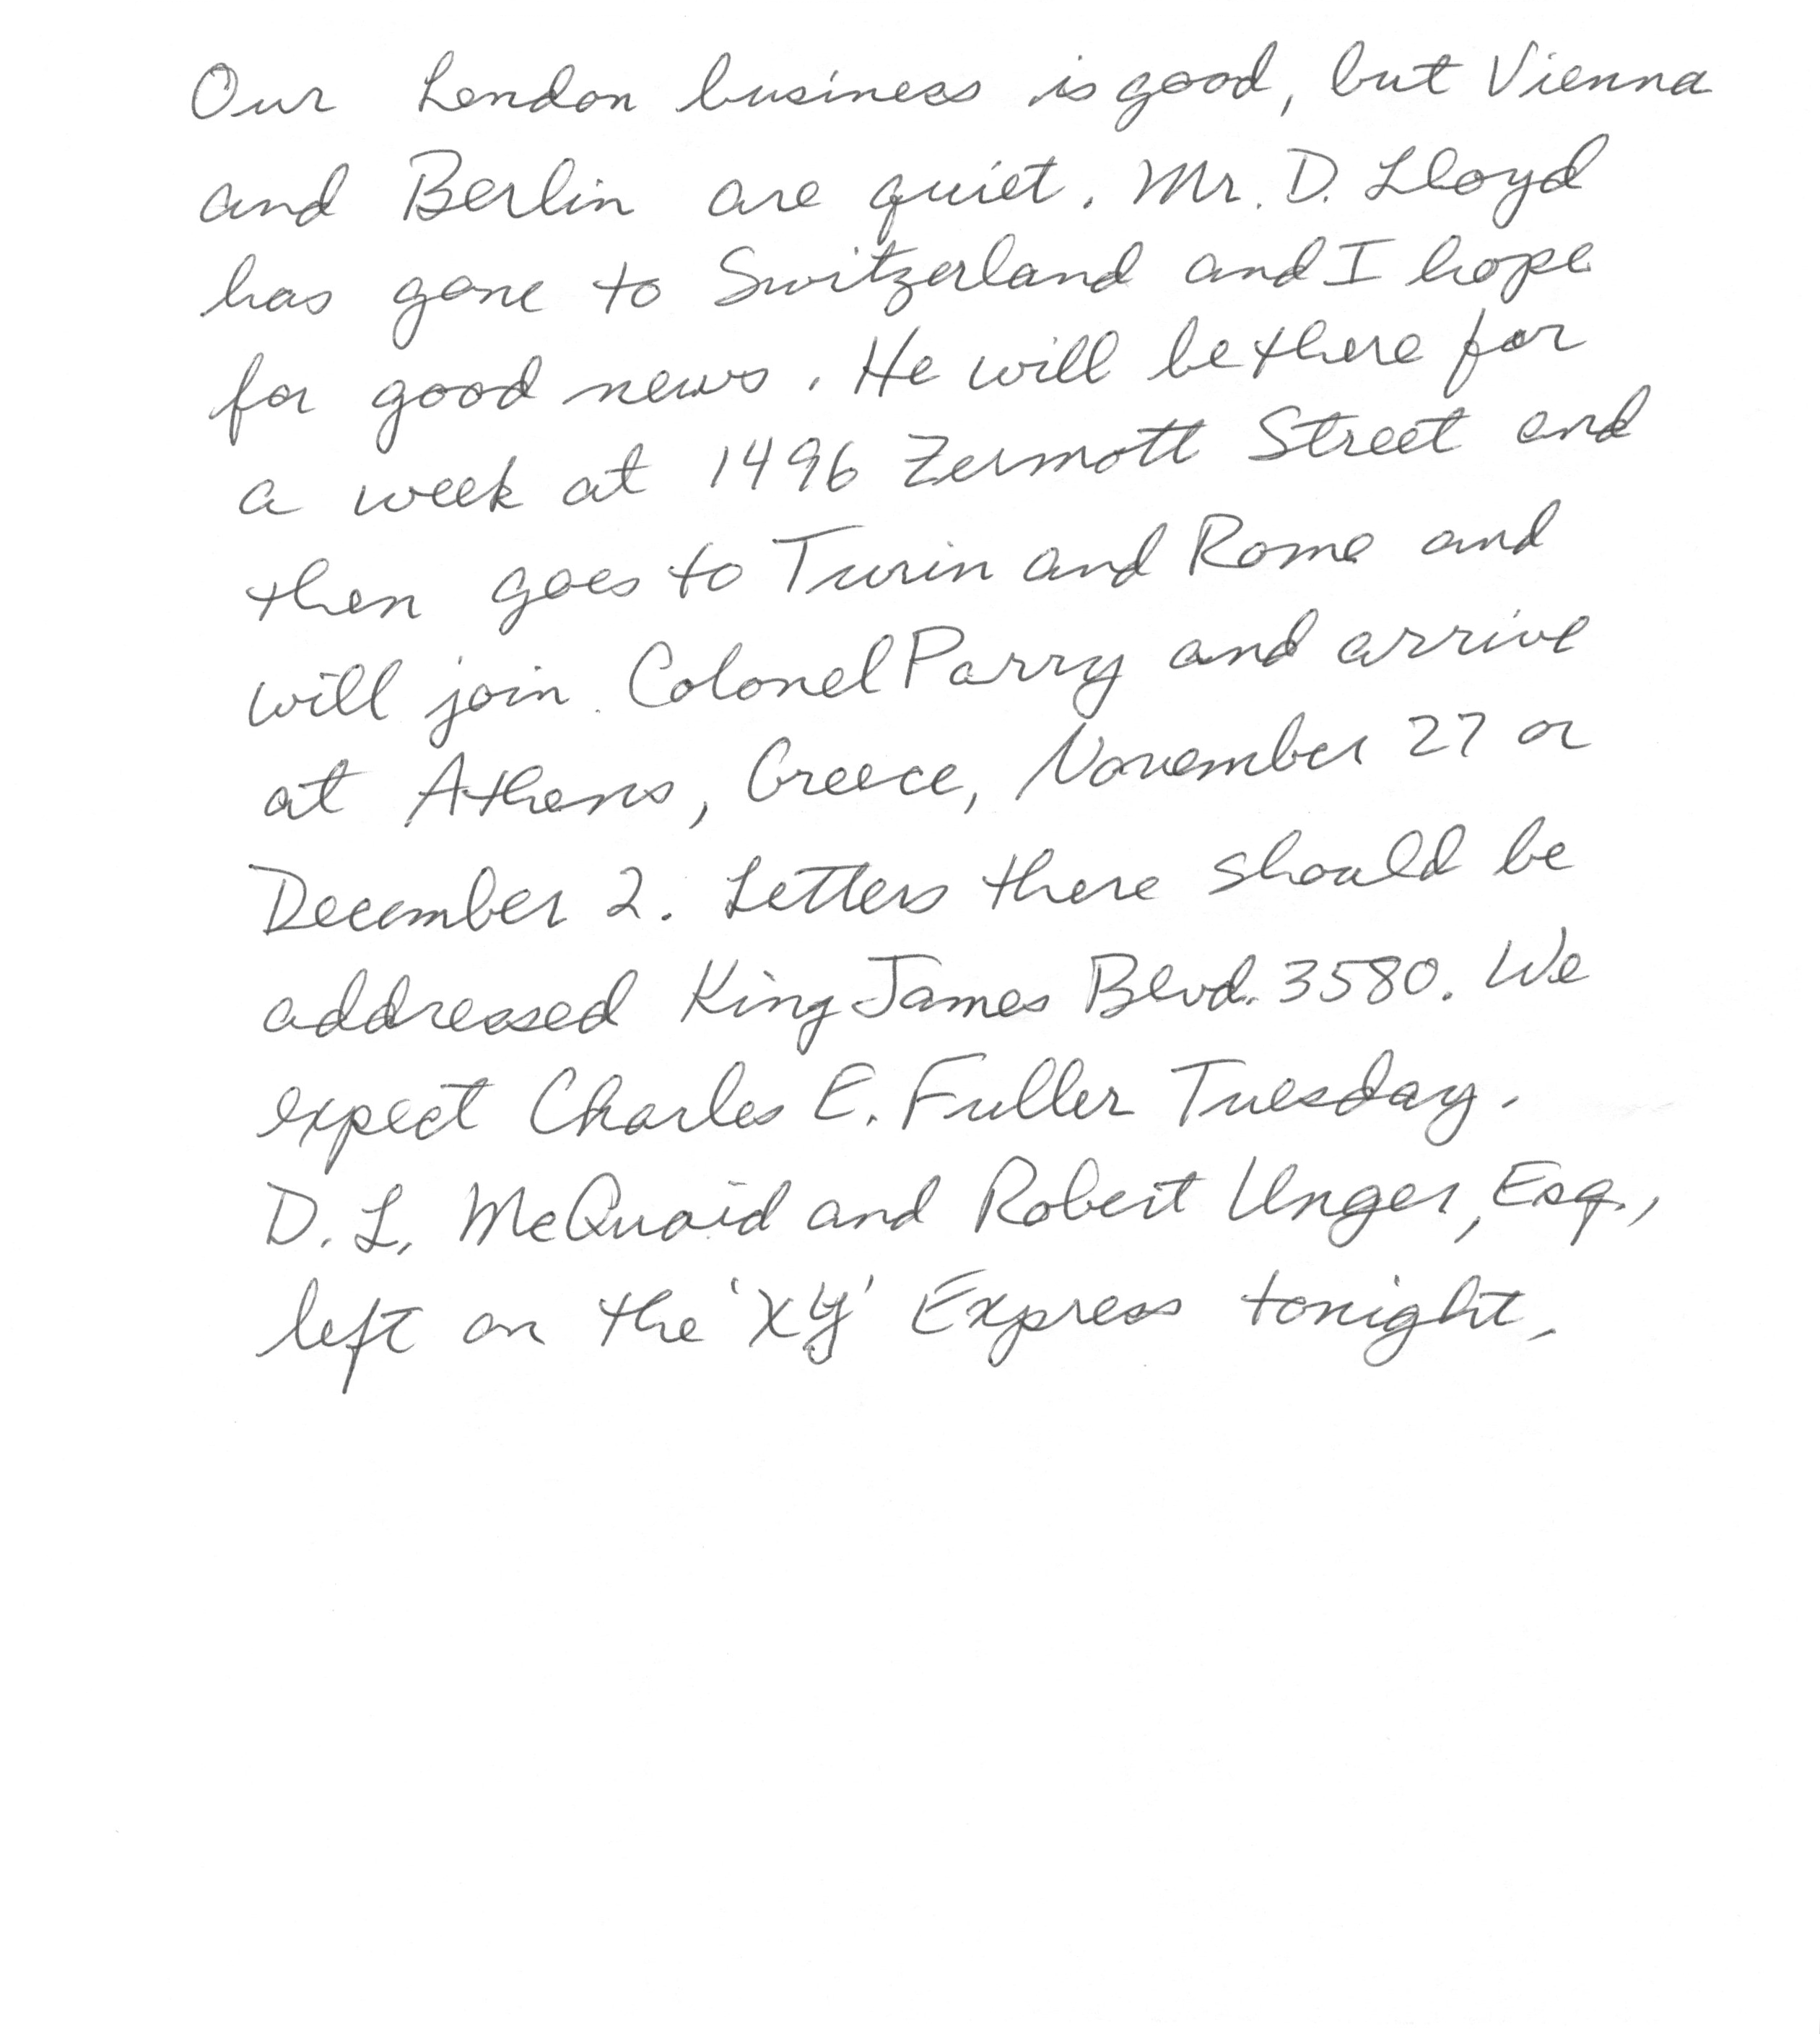 Our London business is good, but Vienna
and Berlin are quiet. Mr. D. Lloyd
has gone to Switzerland and I hope
for good news. He will be there for
a week at 1496 Zermott Street and
then goes to Turin and Rome and
will join Colonel Parry and arrive
at Athens, Greece, November 27 or
December 2. Letters there should be
addressed King James Blvd. 3580. We
expect Charles E. Fuller Tuesday.
D. L. McQuaid and Robert Unger, Esq.,
left on the 'XY' Express tonight.